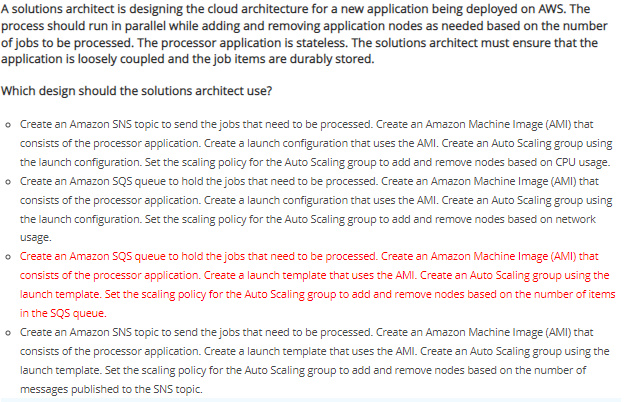 A solutions architect is designing the cloud architecture for a new application being deployed on AWS. The
process should run in parallel while adding and removing application nodes as needed based on the number
of jobs to be processed. The processor application is stateless. The solutions architect must ensure that the
application is loosely coupled and the job items are durably stored.
Which design should the solutions architect use?
Create an Amazon SNS topic to send the jobs that need to be processed. Create an Amazon Machine Image (AMI) that
consists of the processor application. Create a launch configuration that uses the AMI. Create an Auto Scaling group using
the launch configuration. Set the scaling policy for the Auto Scaling group to add and remove nodes based on CPU usage.
Create an Amazon SQS queue to hold the jobs that need to be processed. Create an Amazon Machine Image (AMI) that
consists of the processor application. Create a launch configuration that uses the AMI. Create an Auto Scaling group using
the launch configuration. Set the scaling policy for the Auto Scaling group to add and remove nodes based on network
usage.
Create an Amazon SQS queue to hold the jobs that need to be processed. Create an Amazon Machine Image (AMI) that
consists of the processor application. Create a launch template that uses the AMI. Create an Auto Scaling group using the
launch template. Set the scaling policy for the Auto Scaling group to add and remove nodes based on the number of items
in the SQS queue.
Create an Amazon SNS topic to send the jobs that need to be processed. Create an Amazon Machine Image (AMI) that
consists of the processor application. Create a launch template that uses the AMI. Create an Auto Scaling group using the
launch template. Set the scaling policy for the Auto Scaling group to add and remove nodes based on the number of
messages published to the SNS topic.